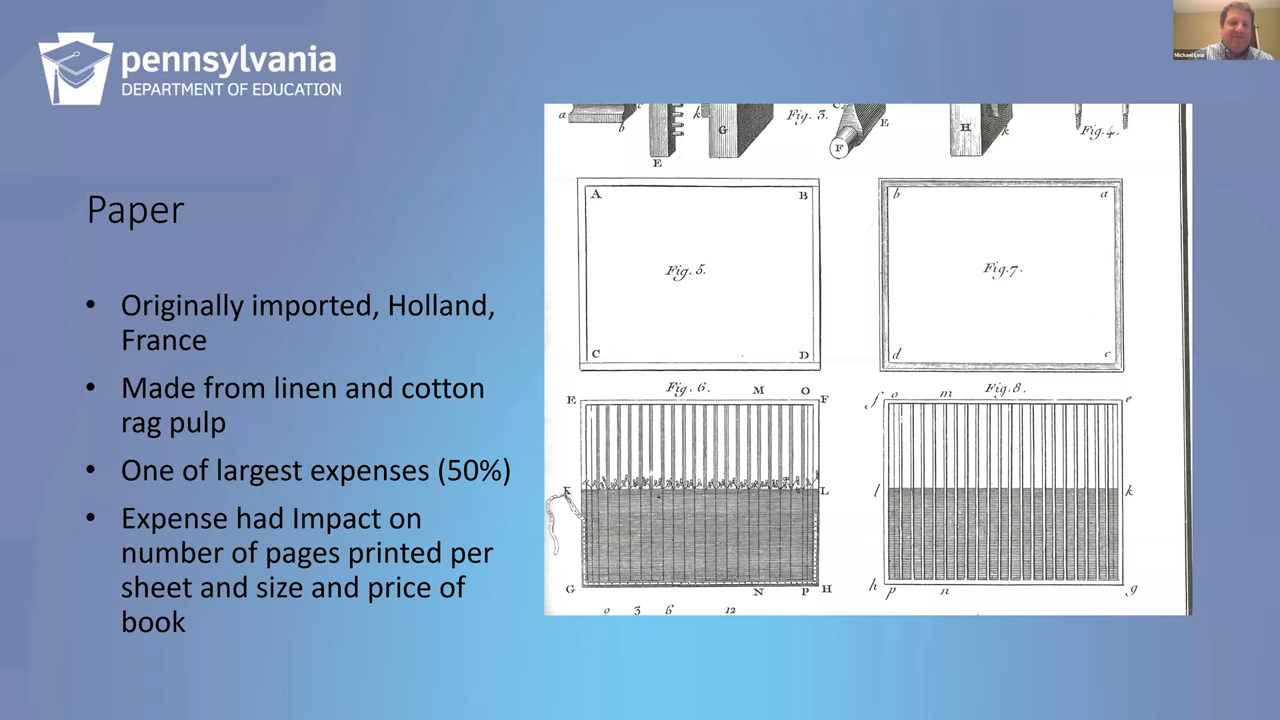 pennsylvania
DEPARTMENT OF EDUCATION
Michael Lear
Paper
• Originally imported, Holland,
France
• Made from linen and cotton
rag pulp
• One of largest expenses (50%)
• Expense had Impact on
number of pages printed per
sheet and size and price of
book
a b E k G Fig. 3. F E H k Fig. 4.
A B
Fig. 5.
C D
b a
Fig. 7.
d c
E Fig. 6. M O F
K L
G N P H
3 6 12
f o m Fig. 8. e
l k
h p n g